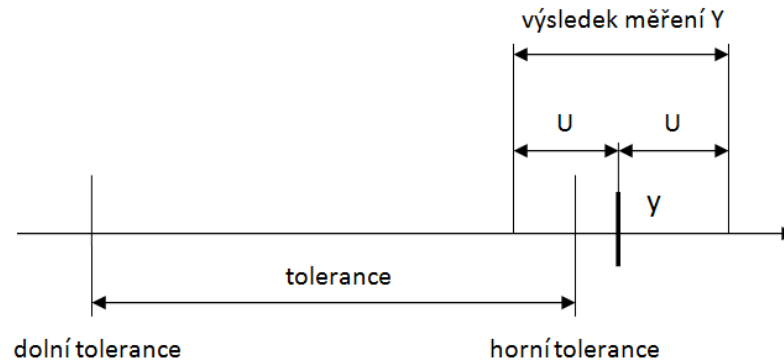 výsledek měření Y
U U
y
tolerance
dolní tolerance horní tolerance